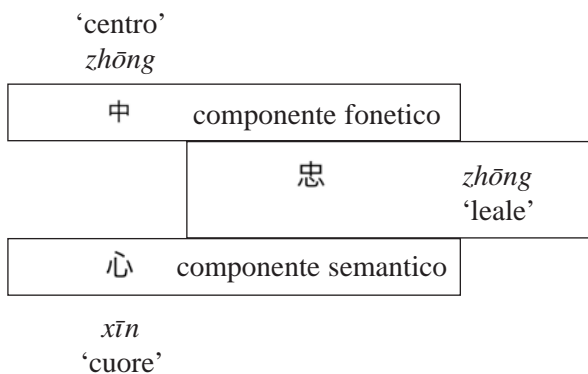 ‘centro’
zhōng
中 componente fonetico
忠 zhōng
‘leale’
心 componente semantico
xīn
‘cuore’